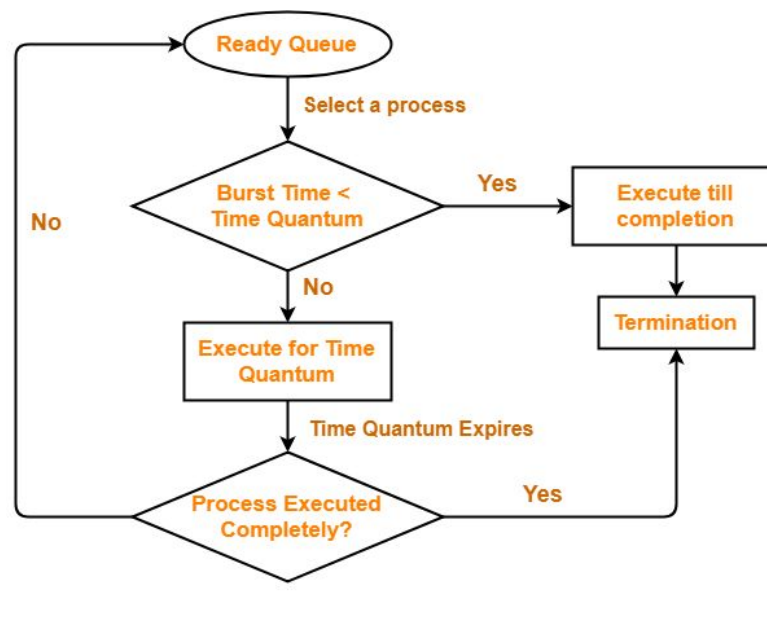 Ready Queue
Select a process
Burst Time <
Time Quantum
Yes
Execute till
completion
No
No
Termination
Execute for Time
Quantum
Time Quantum Expires
Process Executed
Completely?
Yes